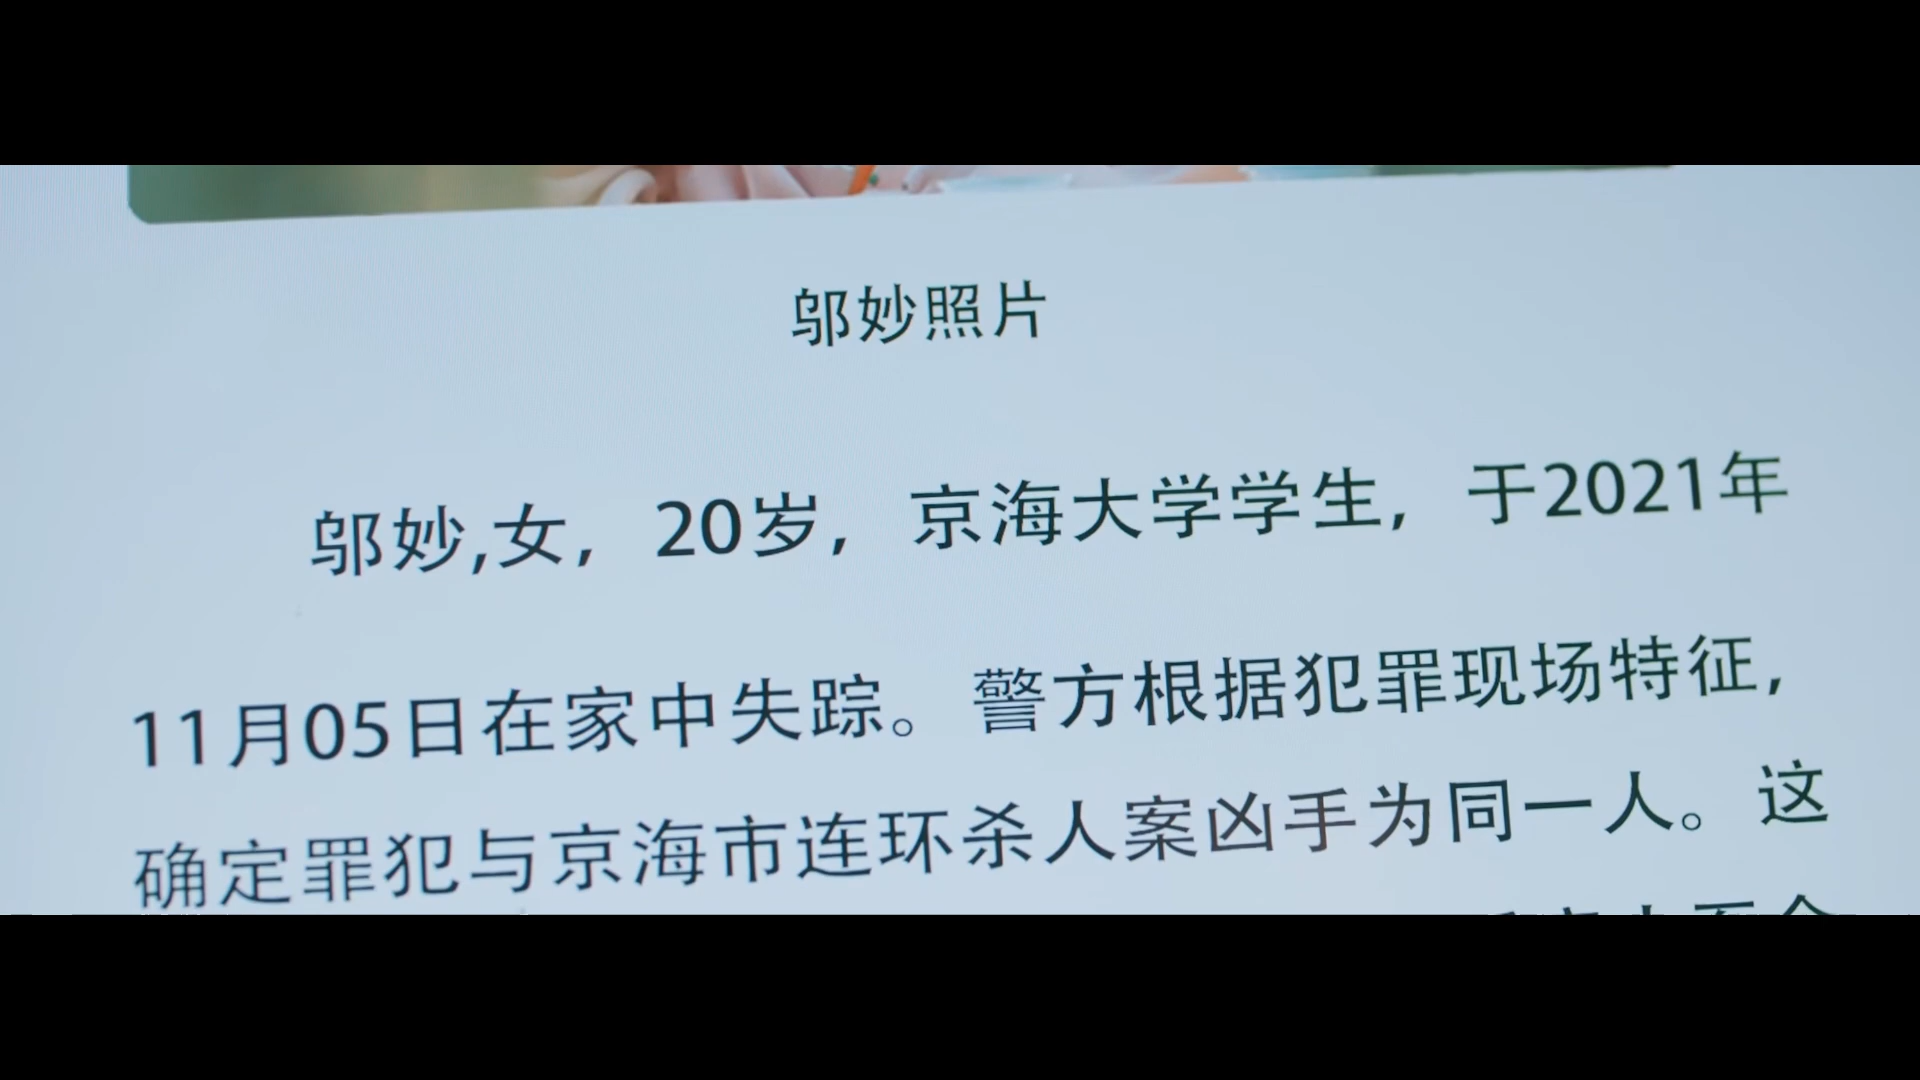 邬妙照片
邬妙,女，20岁，京海大学学生，于2021年
11月05日在家中失踪。警方根据犯罪现场特征，
确定罪犯与京海市连环杀人案凶手为同一人。这